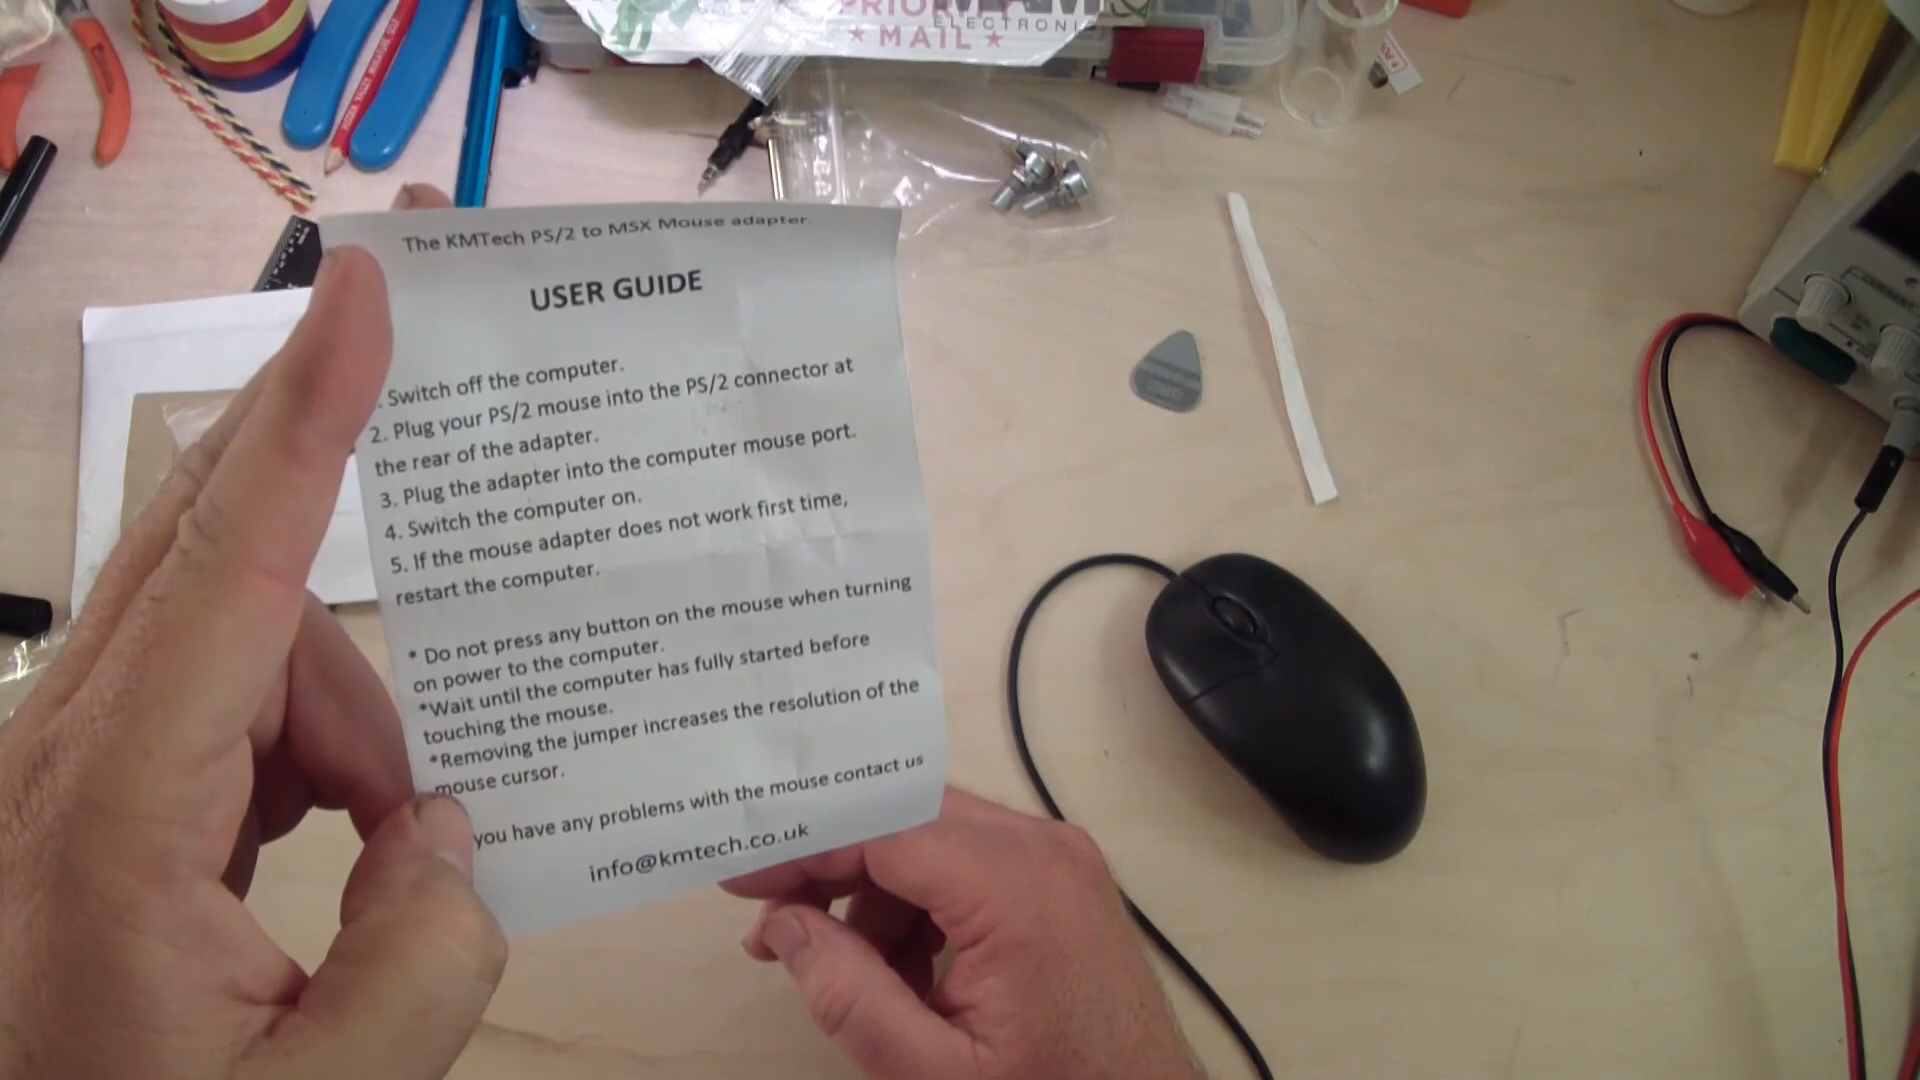 PRIOR
ELECTRONI
★ MAIL ★
The KMTech PS/2 to MSX Mouse adapter.
USER GUIDE
. Switch off the computer.
2. Plug your PS/2 mouse into the PS/2 connector at
the rear of the adapter.
3. Plug the adapter into the computer mouse port.
4. Switch the computer on.
5. If the mouse adapter does not work first time,
restart the computer.
* Do not press any button on the mouse when turning
on power to the computer.
*Wait until the computer has fully started before
touching the mouse.
*Removing the jumper increases the resolution of the
mouse cursor.
you have any problems with the mouse contact us
info@kmtech.co.uk